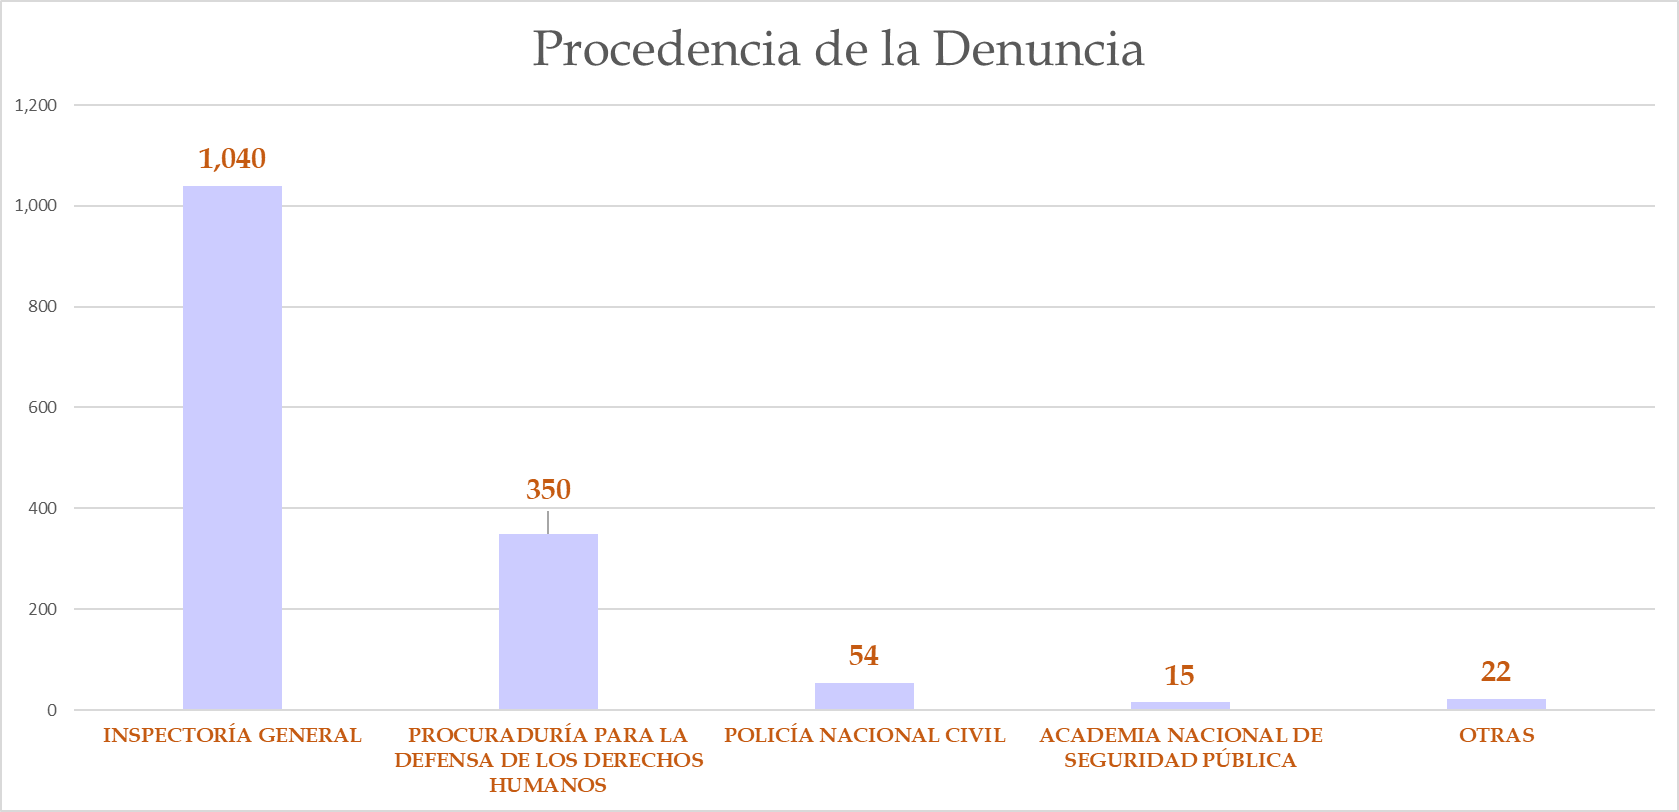 Procedencia de la Denuncia
1,200
1,000
800
600
400
200
0
1,040
350
54
15
22
INSPECTORÍA GENERAL
PROCURADURÍA PARA LA
DEFENSA DE LOS DERECHOS
HUMANOS
POLICÍA NACIONAL CIVIL
ACADEMIA NACIONAL DE
SEGURIDAD PÚBLICA
OTRAS